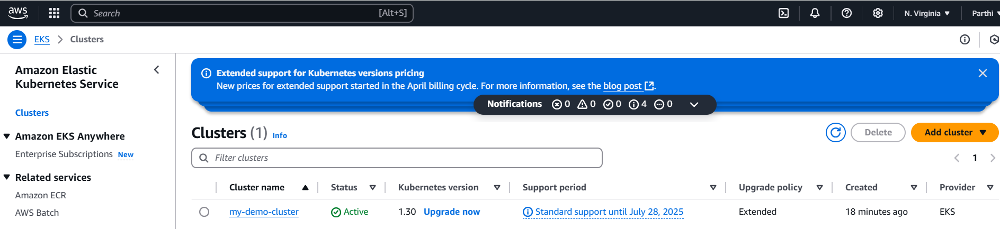 aws
Search [Alt+S] N. Virginia Parthi
EKS Clusters
Amazon Elastic
Kubernetes Service
Clusters
Amazon EKS Anywhere
Enterprise Subscriptions New
Related services
Amazon ECR
AWS Batch
Extended support for Kubernetes versions pricing
New prices for extended support started in the April billing cycle. For more information, see the blog post.
Notifications 0 0 0 4 0
Clusters (1) Info
Delete Add cluster
Filter clusters
1
Cluster name Status Kubernetes version Support period Upgrade policy Created Provider
my-demo-cluster Active 1.30 Upgrade now Standard support until July 28, 2025 Extended 18 minutes ago EKS